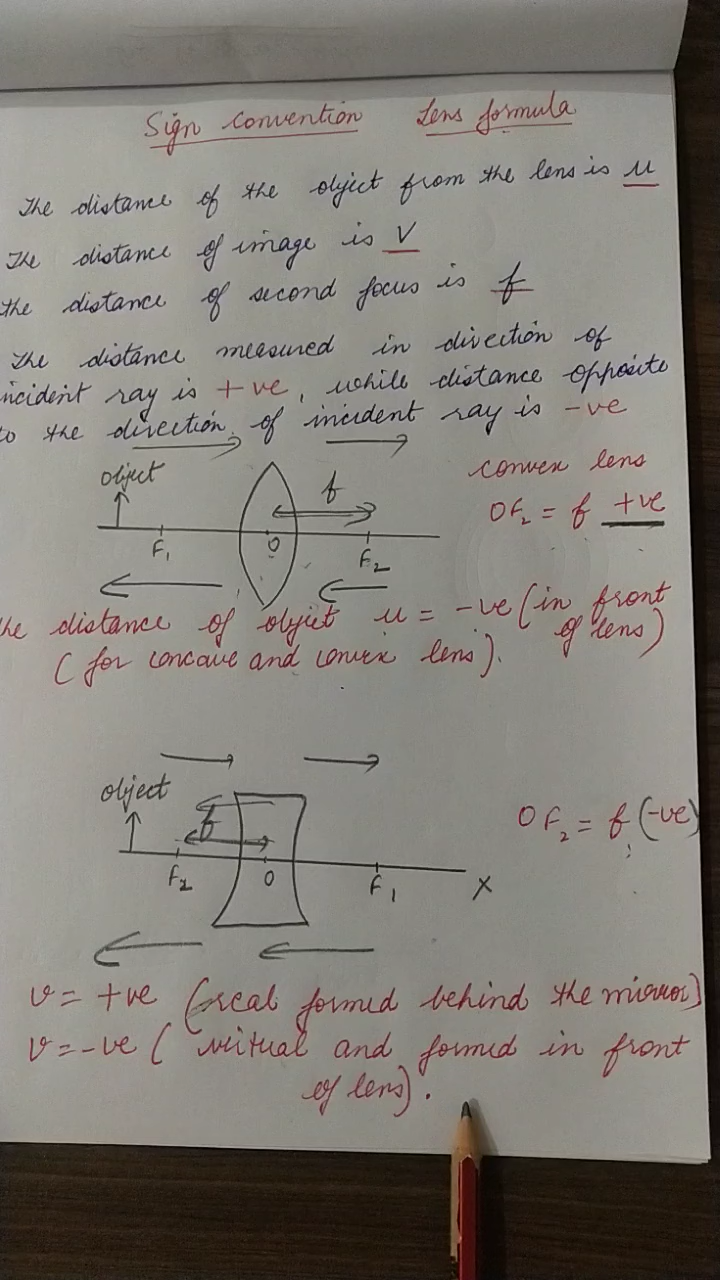 Sign Convention Lens formula
The distance of the object from the lens is u
The distance of image is V
the distance of second focus is f
The distance measured in direction of
incident ray is +ve, while distance opposite
to the direction of incident ray is -ve
object
f
convex lens
OF₂ = f +ve
F₁ O F₂
the distance of object u = -ve (in front of lens)
(for concave and convex lens).
object
f
OF₂ = f (-ve)
F₂ O F₁ X
v = +ve (real formed behind the mirror)
v = -ve (virtual and formed in front
of lens).